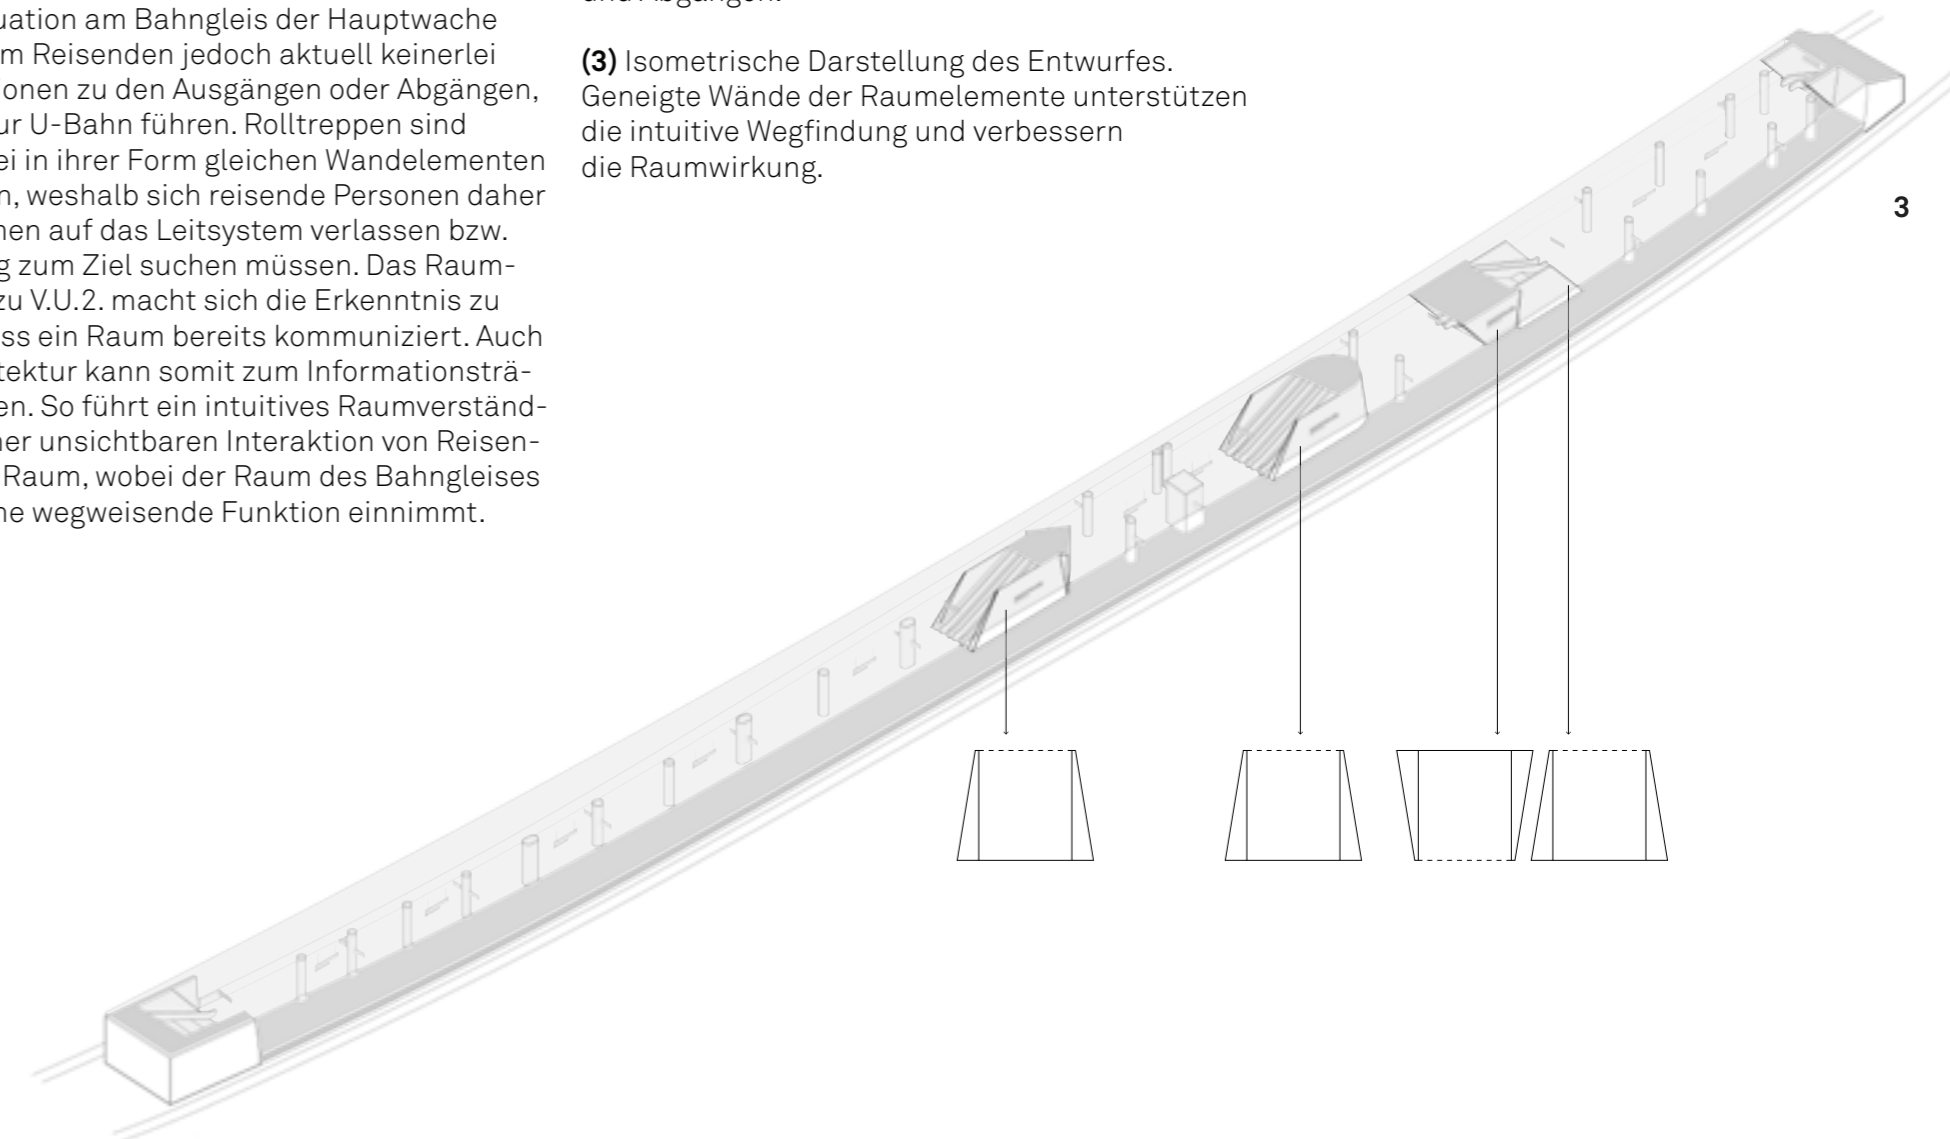 uation am Bahngleis der Hauptwache
m Reisenden jedoch aktuell keinerlei
ionen zu den Ausgängen oder Abgängen,
ur U-Bahn führen. Rolltreppen sind
ei in ihrer Form gleichen Wandelementen
n, weshalb sich reisende Personen daher
nen auf das Leitsystem verlassen bzw.
g zum Ziel suchen müssen. Das Raum-
zu V.U.2. macht sich die Erkenntnis zu
ss ein Raum bereits kommuniziert. Auch
tektur kann somit zum Informationsträ-
en. So führt ein intuitives Raumverständ-
ner unsichtbaren Interaktion von Reisen-
Raum, wobei der Raum des Bahngleises
ne wegweisende Funktion einnimmt.
und Abgängen.
(3) Isometrische Darstellung des Entwurfes.
Geneigte Wände der Raumelemente unterstützen
die intuitive Wegfindung und verbessern
die Raumwirkung.
3